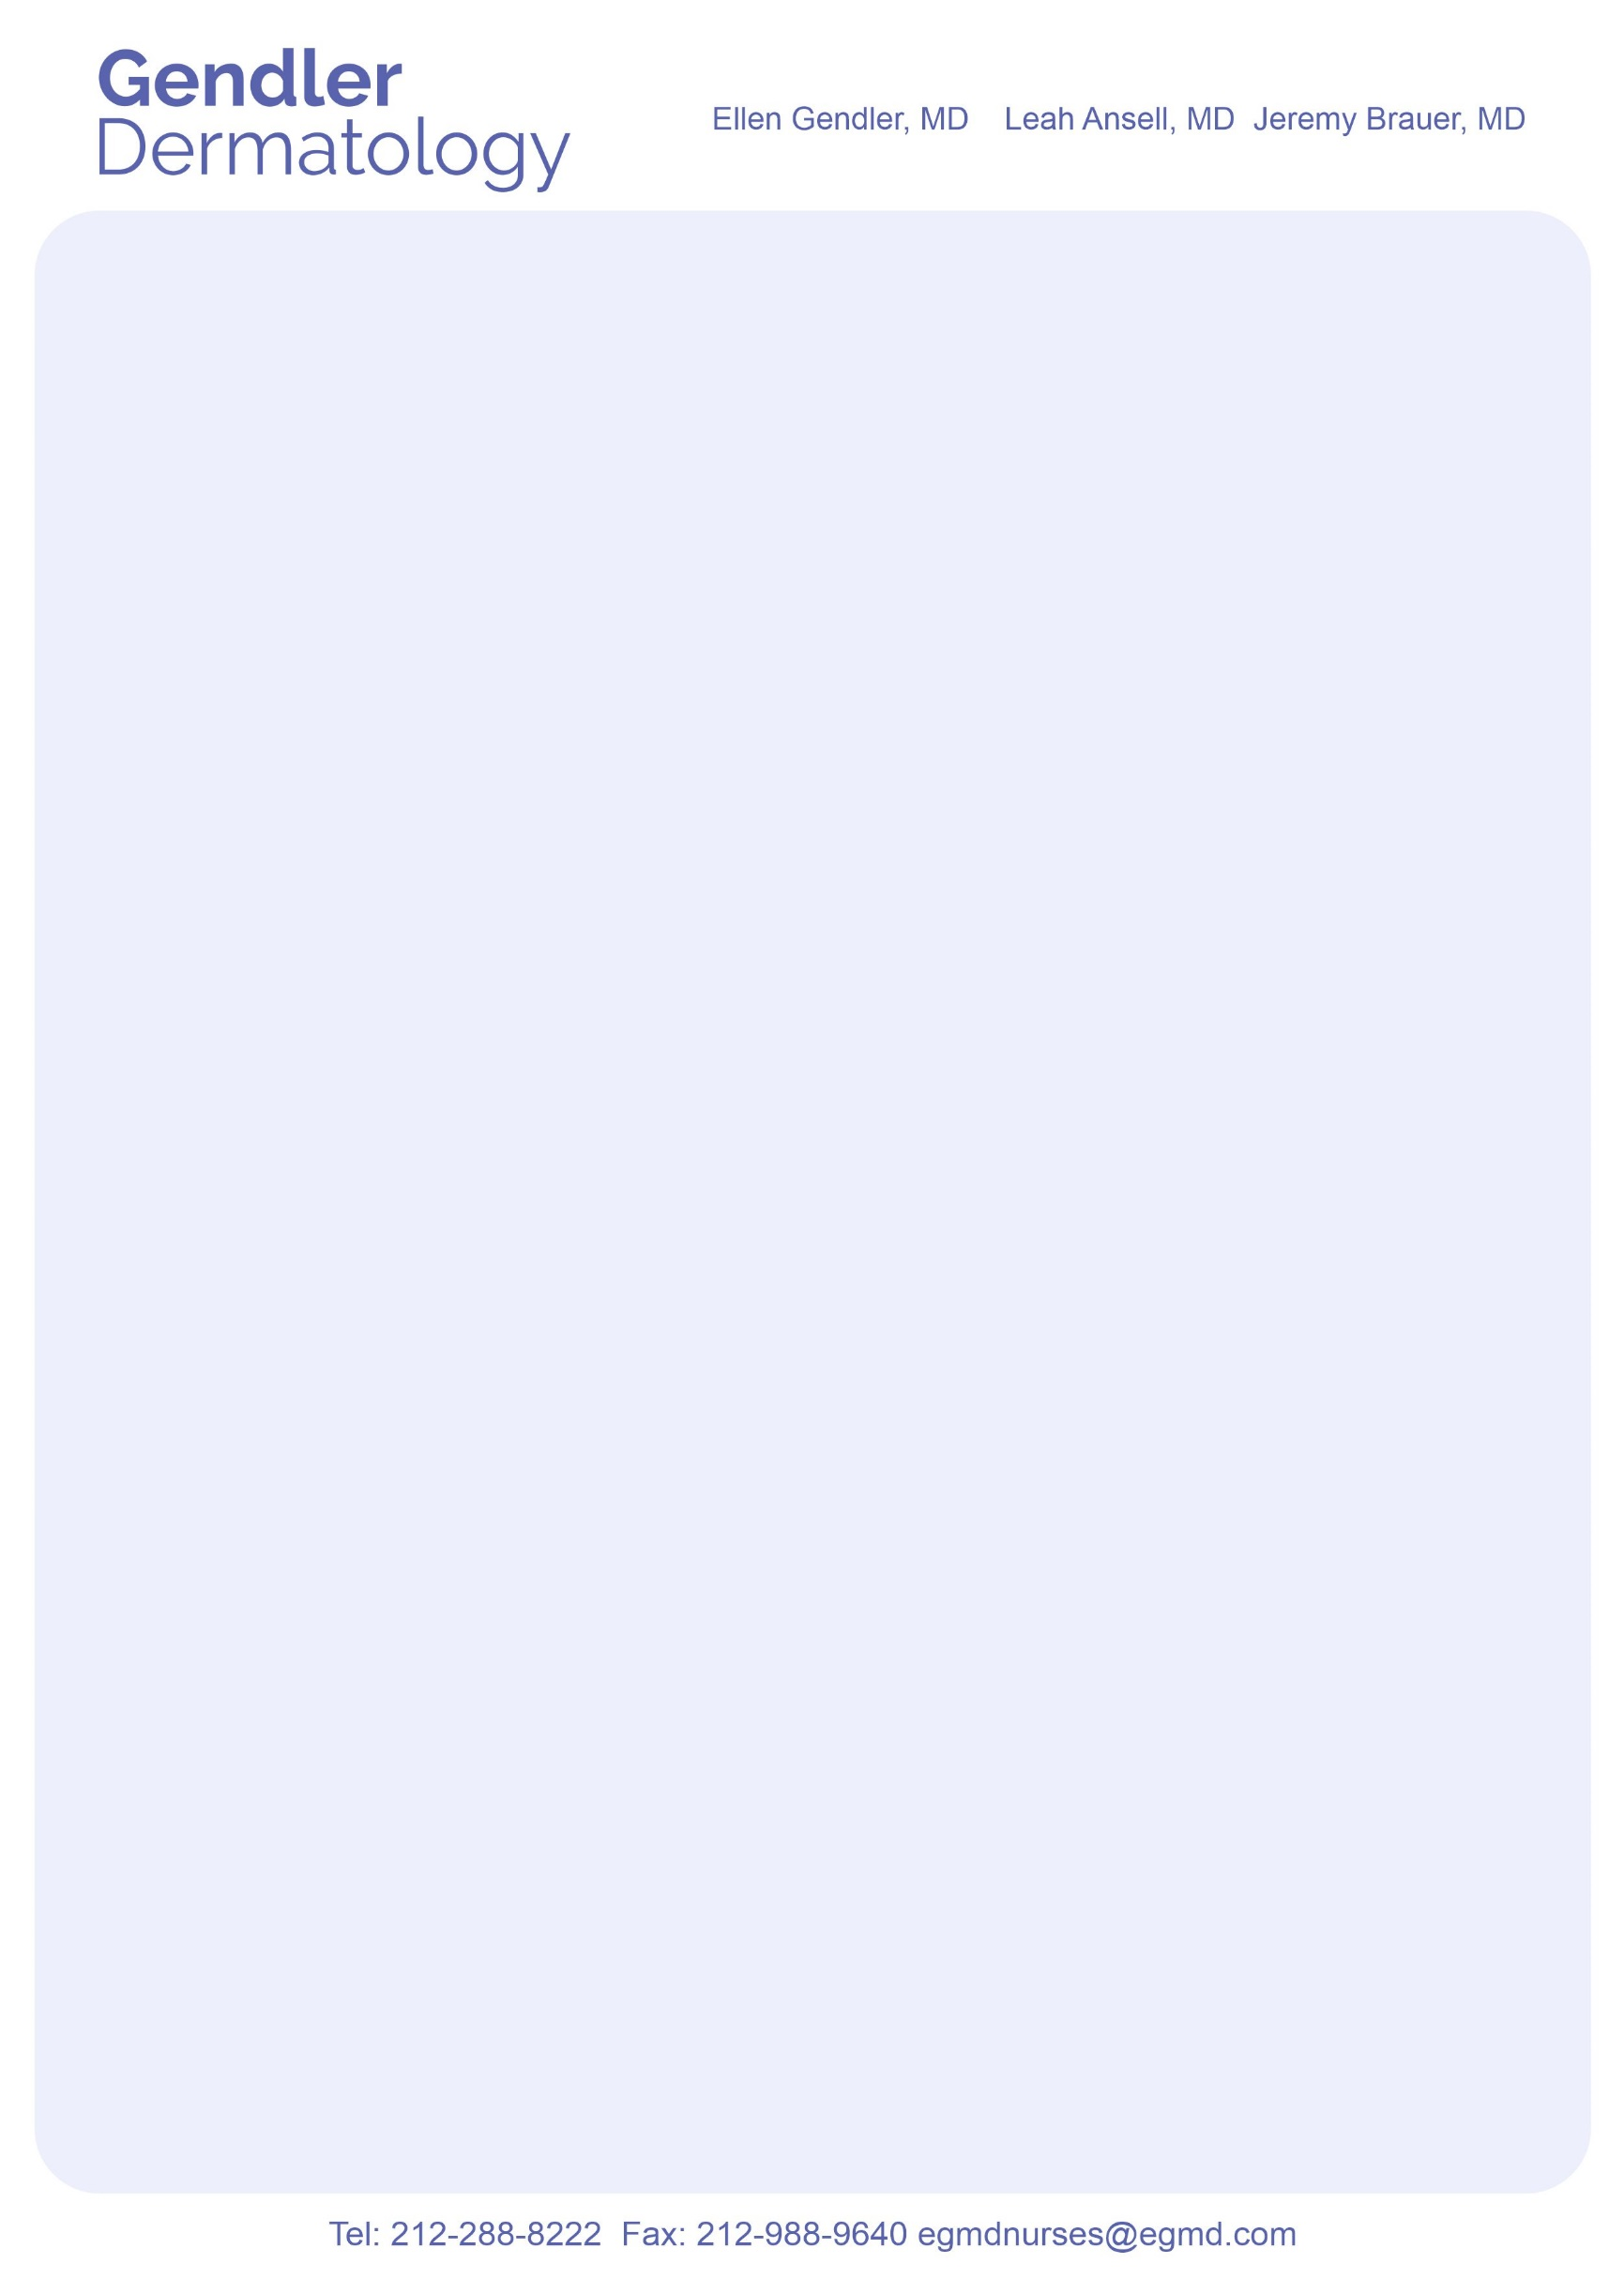 Gendler
Dermatology
Ellen Gendler, MD Leah Ansell, MD Jeremy Brauer, MD
Tel: 212-288-8222 Fax: 212-988-9640 egmdnurses@egmd.com